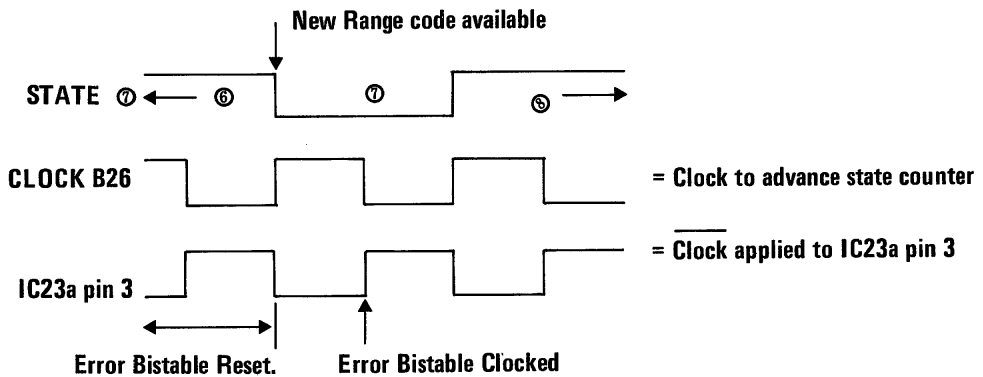 New Range code available
STATE ⑦ ⑥ ⑦ ⑧
CLOCK B26
= Clock to advance state counter
= Clock applied to IC23a pin 3
IC23a pin 3
Error Bistable Reset.
Error Bistable Clocked